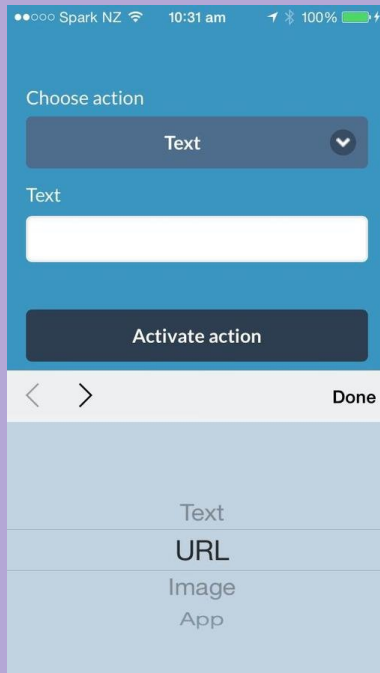 Spark NZ 10:31 am 100%
Choose action
Text
Text
Activate action
Done
Text
URL
Image
App